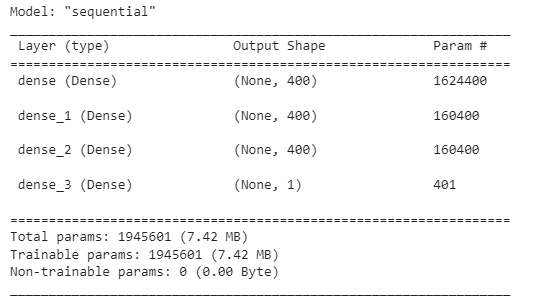 Model: "sequential"
_________________________________________________________________
Layer (type) Output Shape Param #
=================================================================
dense (Dense) (None, 400) 1624400
dense_1 (Dense) (None, 400) 160400
dense_2 (Dense) (None, 400) 160400
dense_3 (Dense) (None, 1) 401
=================================================================
Total params: 1945601 (7.42 MB)
Trainable params: 1945601 (7.42 MB)
Non-trainable params: 0 (0.00 Byte)
_________________________________________________________________